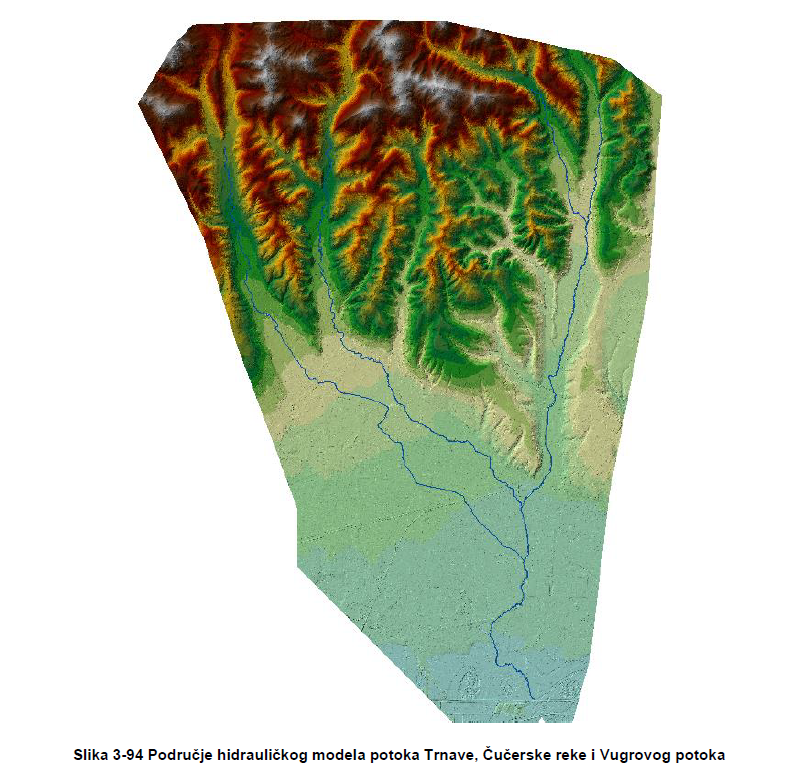 Slika 3-94 Područje hidrauličkog modela potoka Trnave, Čučerske reke i Vugrovog potoka